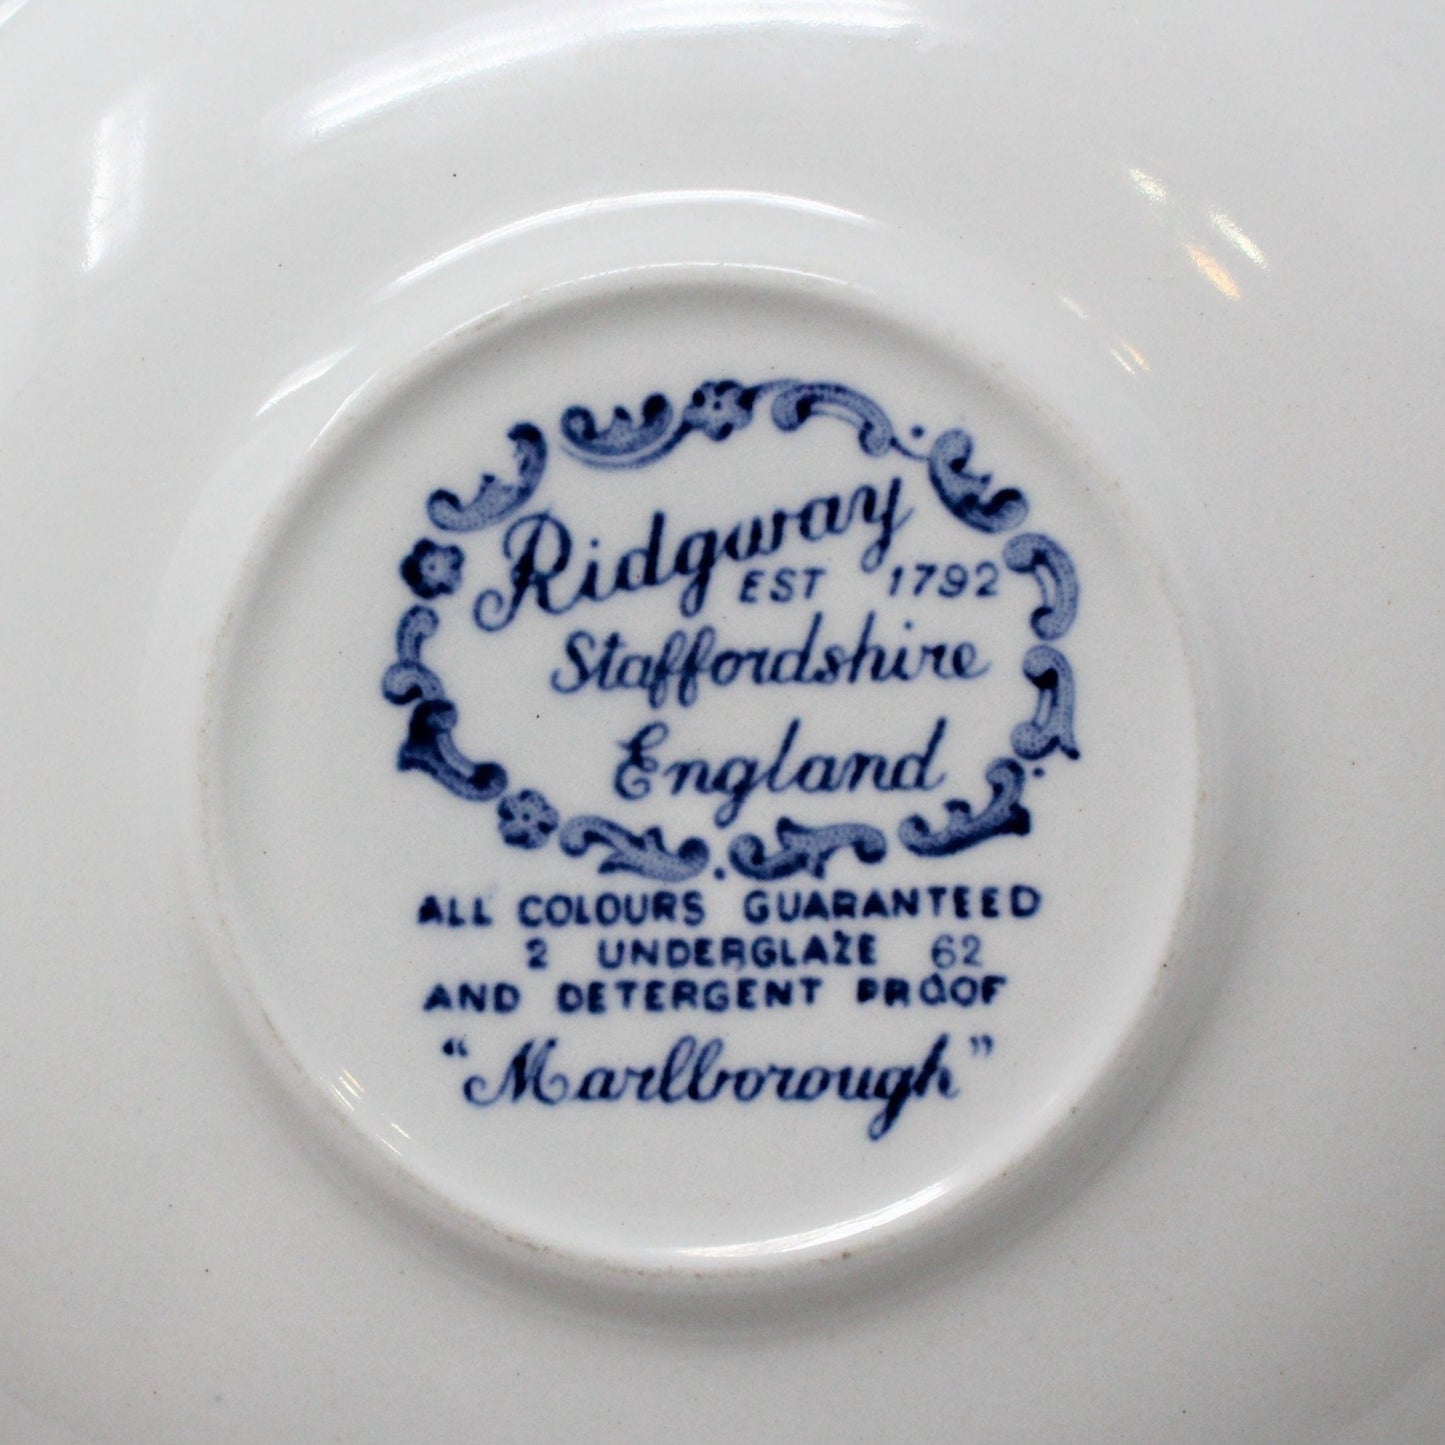 Ridgway
EST 1792
Staffordshire
England
ALL COLOURS GUARANTEED
2 UNDERGLAZE 62
AND DETERGENT PROOF
"Marlborough"